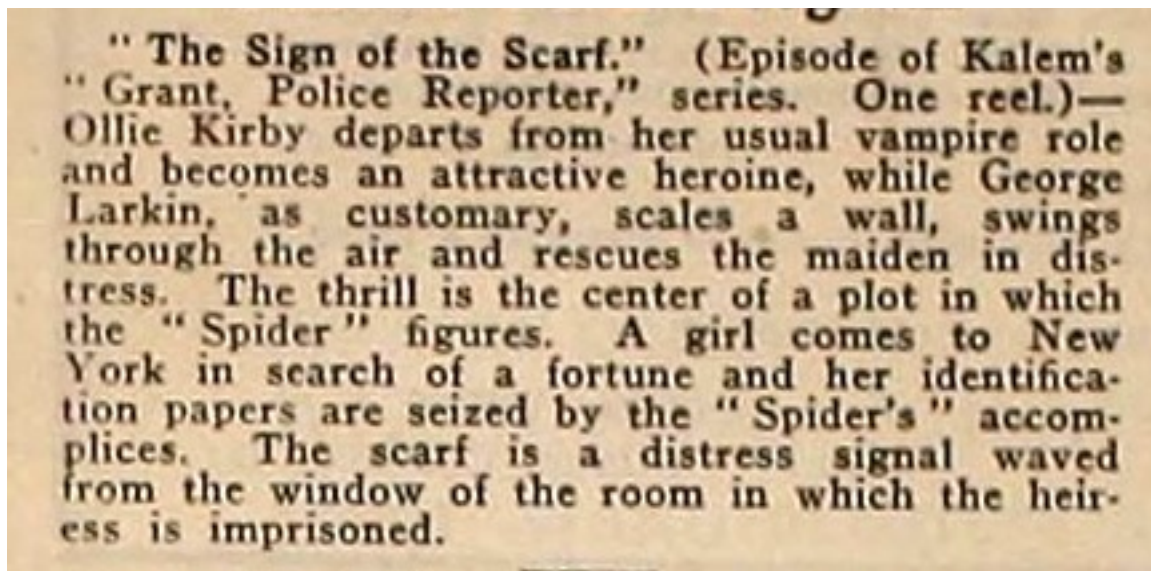 " The Sign of the Scarf." (Episode of Kalem's
" Grant, Police Reporter," series. One reel.)—
Ollie Kirby departs from her usual vampire role
and becomes an attractive heroine, while George
Larkin, as customary, scales a wall, swings
through the air and rescues the maiden in dis-
tress. The thrill is the center of a plot in which
the " Spider " figures. A girl comes to New
York in search of a fortune and her identifica-
tion papers are seized by the " Spider's " accom-
plices. The scarf is a distress signal waved
from the window of the room in which the heir-
ess is imprisoned.